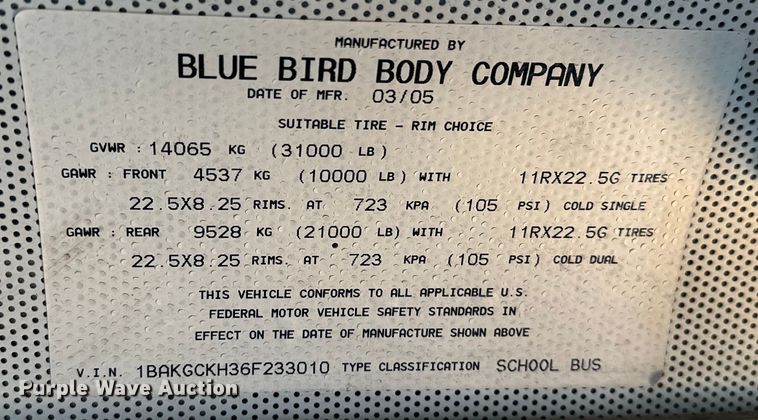 MANUFACTURED BY
BLUE BIRD BODY COMPANY
DATE OF MFR. 03/05
SUITABLE TIRE - RIM CHOICE
GVWR : 14065 KG (31000 LB)
GAWR : FRONT 4537 KG (10000 LB) WITH 11RX22.5G TIRES
22.5X8.25 RIMS. AT 723 KPA (105 PSI) COLD SINGLE
GAWR : REAR 9528 KG (21000 LB) WITH 11RX22.5G TIRES
22.5X8.25 RIMS. AT 723 KPA (105 PSI) COLD DUAL
THIS VEHICLE CONFORMS TO ALL APPLICABLE U.S.
FEDERAL MOTOR VEHICLE SAFETY STANDARDS IN
EFFECT ON THE DATE OF MANUFACTURE SHOWN ABOVE
V.I.N. 1BAKGCKH36F233010 TYPE CLASSIFICATION SCHOOL BUS
Purple Wave Auction